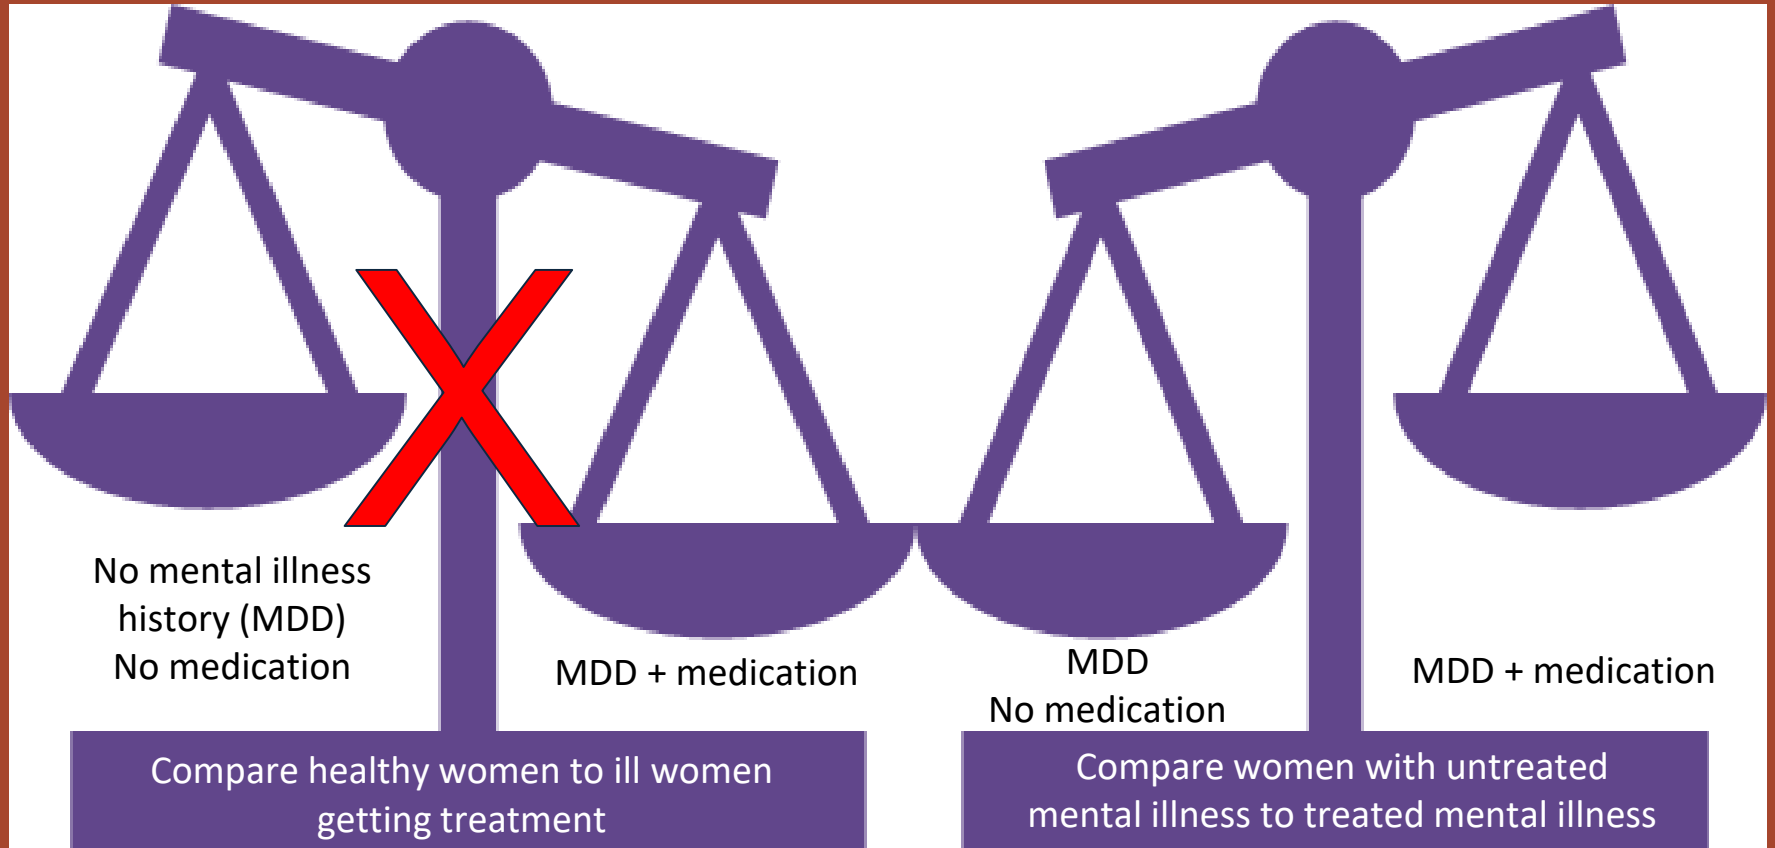 No mental illness
history (MDD)
No medication
MDD + medication
Compare healthy women to ill women
getting treatment
MDD
No medication
MDD + medication
Compare women with untreated
mental illness to treated mental illness